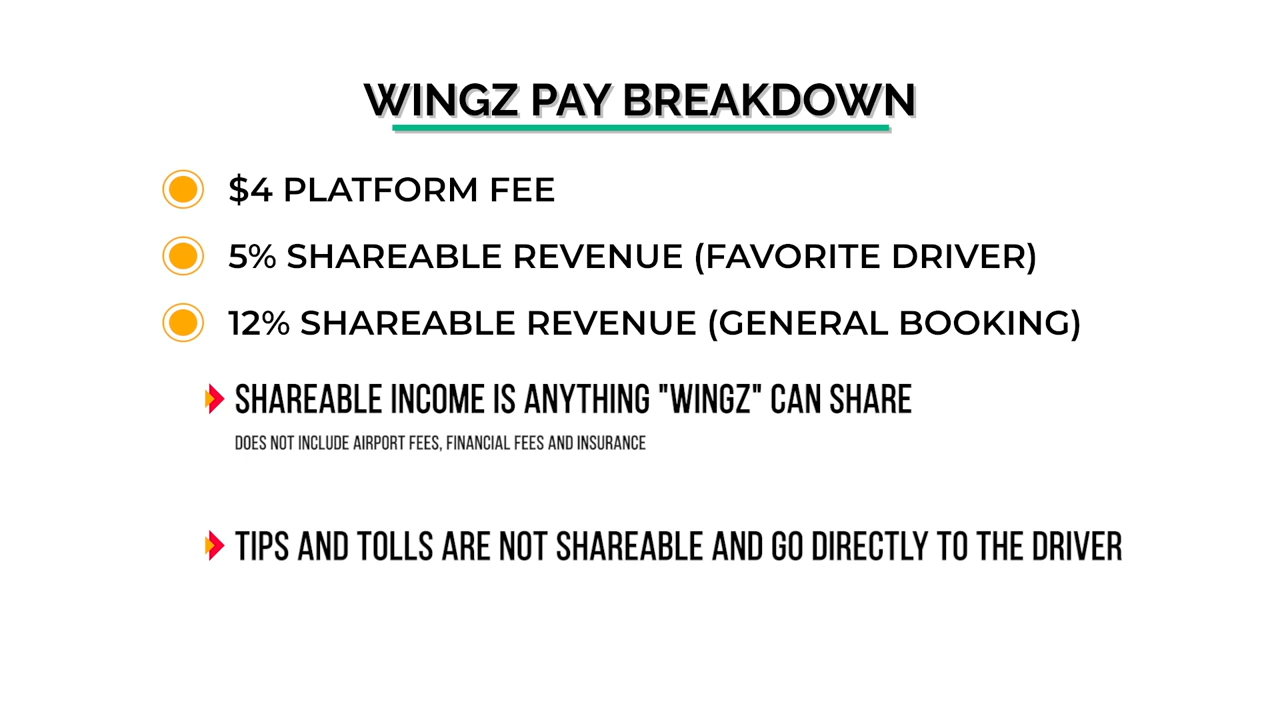 WINGZ PAY BREAKDOWN
$4 PLATFORM FEE
5% SHAREABLE REVENUE (FAVORITE DRIVER)
12% SHAREABLE REVENUE (GENERAL BOOKING)
SHAREABLE INCOME IS ANYTHING "WINGZ" CAN SHARE
DOES NOT INCLUDE AIRPORT FEES, FINANCIAL FEES AND INSURANCE
TIPS AND TOLLS ARE NOT SHAREABLE AND GO DIRECTLY TO THE DRIVER